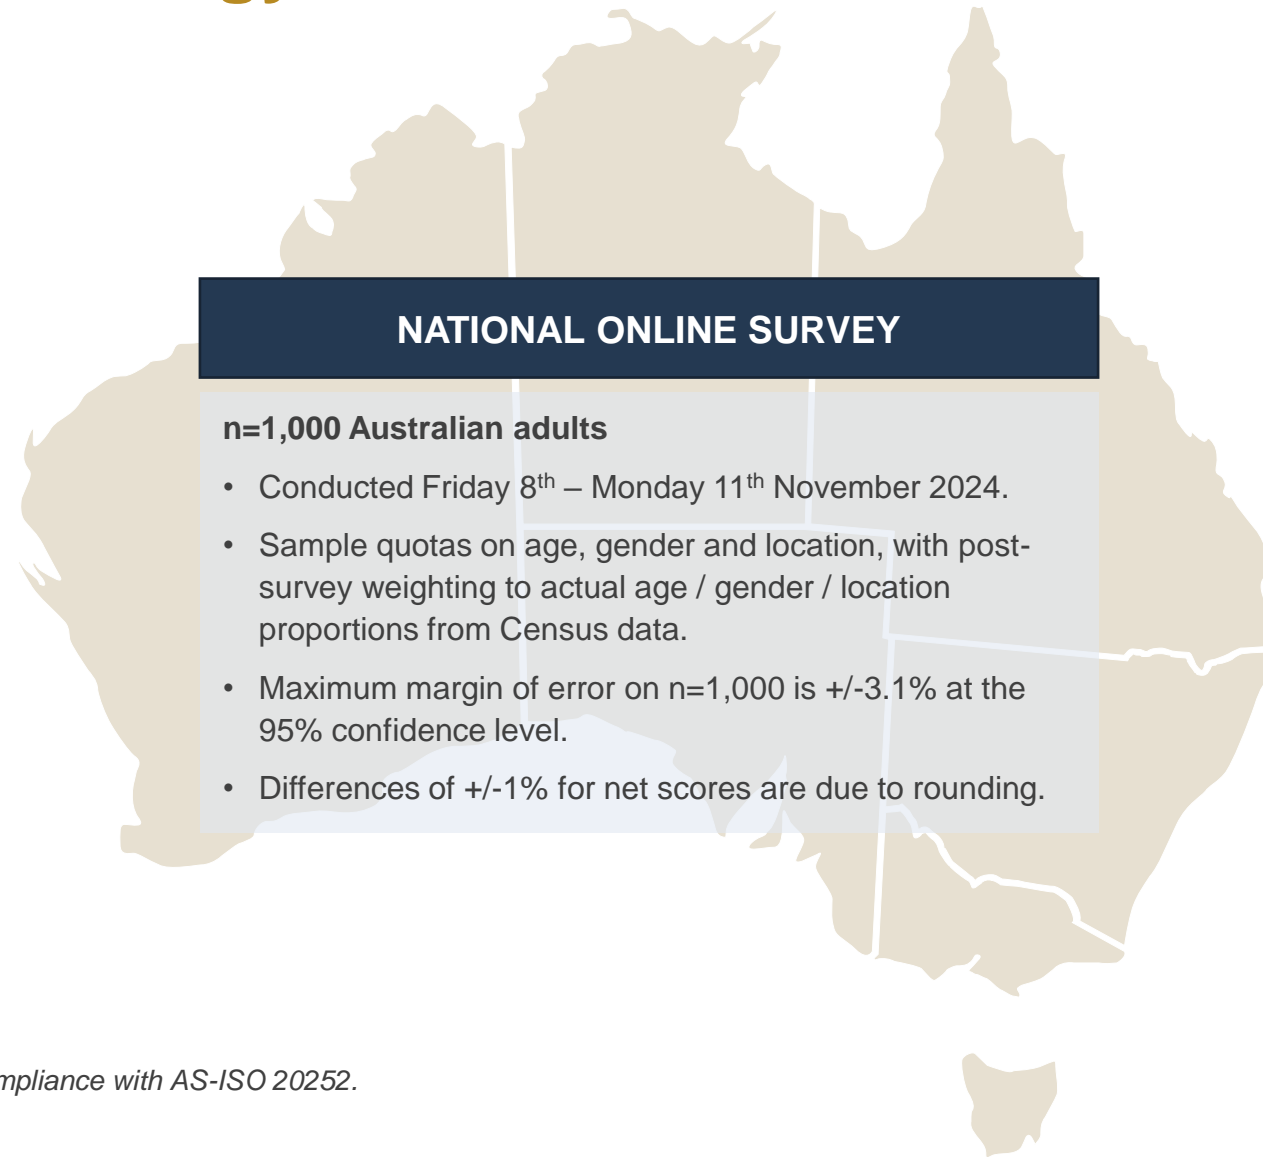 NATIONAL ONLINE SURVEY
n=1,000 Australian adults
• Conducted Friday 8th – Monday 11th November 2024.
• Sample quotas on age, gender and location, with post-
survey weighting to actual age / gender / location
proportions from Census data.
• Maximum margin of error on n=1,000 is +/-3.1% at the
95% confidence level.
• Differences of +/-1% for net scores are due to rounding.
with AS-ISO 20252.